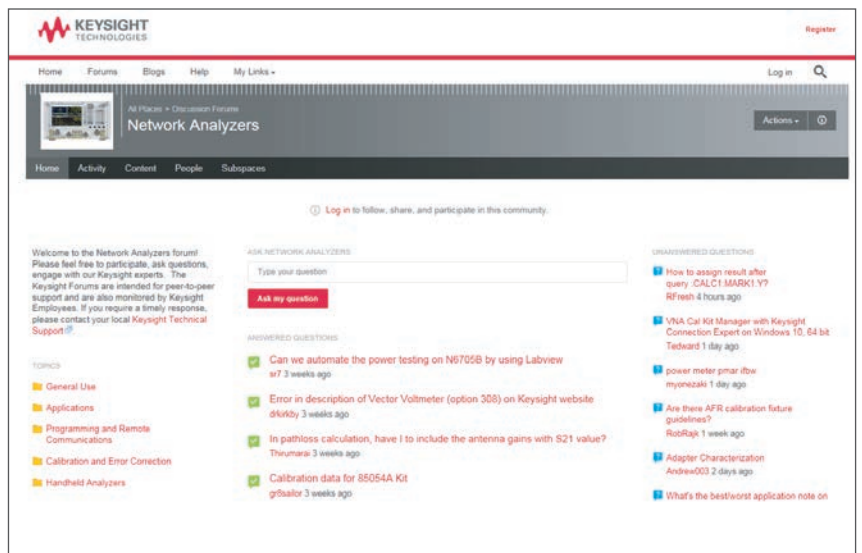 KEYSIGHT
TECHNOLOGIES
Register
Home Forums Blogs Help My Links
Log in
All Places > Discussion Forums
Network Analyzers
Actions
Home Activity Content People Subspaces
Log in to follow, share, and participate in this community.
Welcome to the Network Analyzers forum!
Please feel free to participate, ask questions,
engage with our Keysight experts. The
Keysight Forums are intended for peer-to-peer
support and are also monitored by Keysight
Employees. If you require a timely response,
please contact your local Keysight Technical
Support
TOPICS
General Use
Applications
Programming and Remote
Communications
Calibration and Error Correction
Handheld Analyzers
ASK NETWORK ANALYZERS
Type your question
Ask my question
ANSWERED QUESTIONS
Can we automate the power testing on N6705B by using Labview
sr7 3 weeks ago
Error in description of Vector Voltmeter (option 308) on Keysight website
drkirkby 3 weeks ago
In pathloss calculation, have I to include the antenna gains with S21 value?
Thirumarai 3 weeks ago
Calibration data for 85054A Kit
gr8sailor 3 weeks ago
UNANSWERED QUESTIONS
How to assign result after
query :CALC1:MARK1:Y?
RFresh 4 hours ago
VNA Cal Kit Manager with Keysight
Connection Expert on Windows 10, 64 bit
Tedward 1 day ago
power meter pmar ifbw
myonezaki 1 day ago
Are there AFR calibration fixture
guidelines?
RobRajk 1 week ago
Adapter Characterization
Andrew003 2 days ago
What's the best/worst application note on